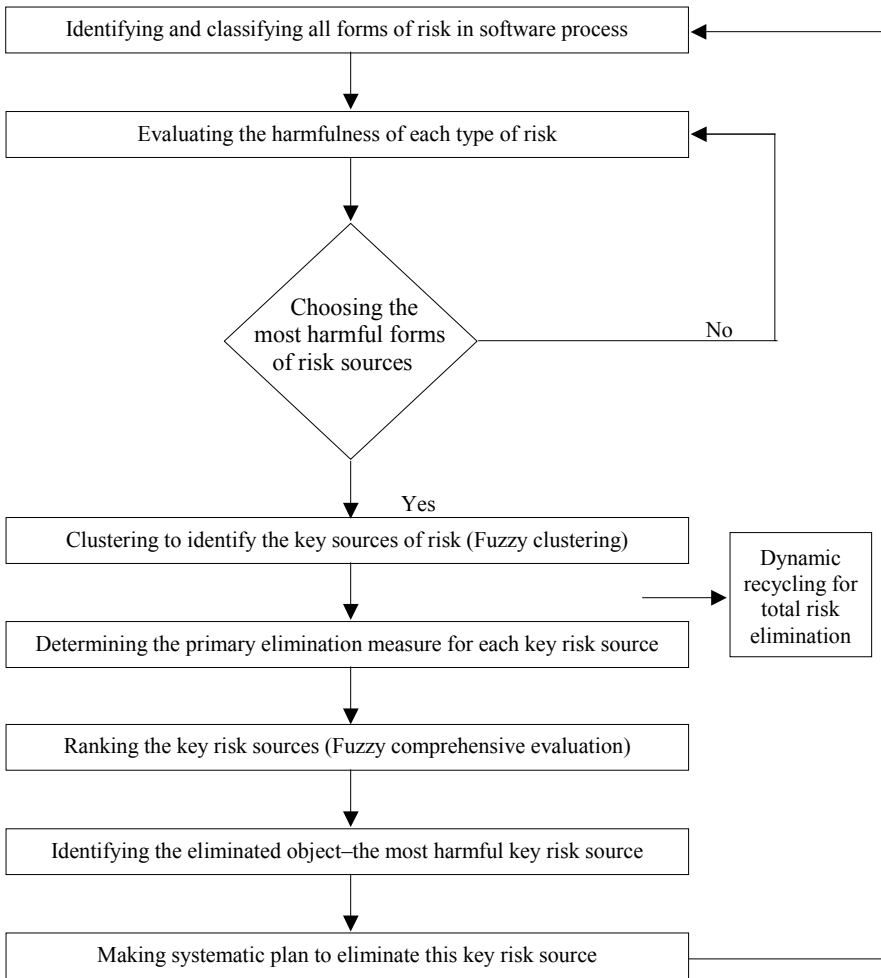 Identifying and classifying all forms of risk in software process
Evaluating the harmfulness of each type of risk
Choosing the
most harmful forms
of risk sources
No
Yes
Clustering to identify the key sources of risk (Fuzzy clustering)
Dynamic
recycling for
total risk
elimination
Determining the primary elimination measure for each key risk source
Ranking the key risk sources (Fuzzy comprehensive evaluation)
Identifying the eliminated object–the most harmful key risk source
Making systematic plan to eliminate this key risk source